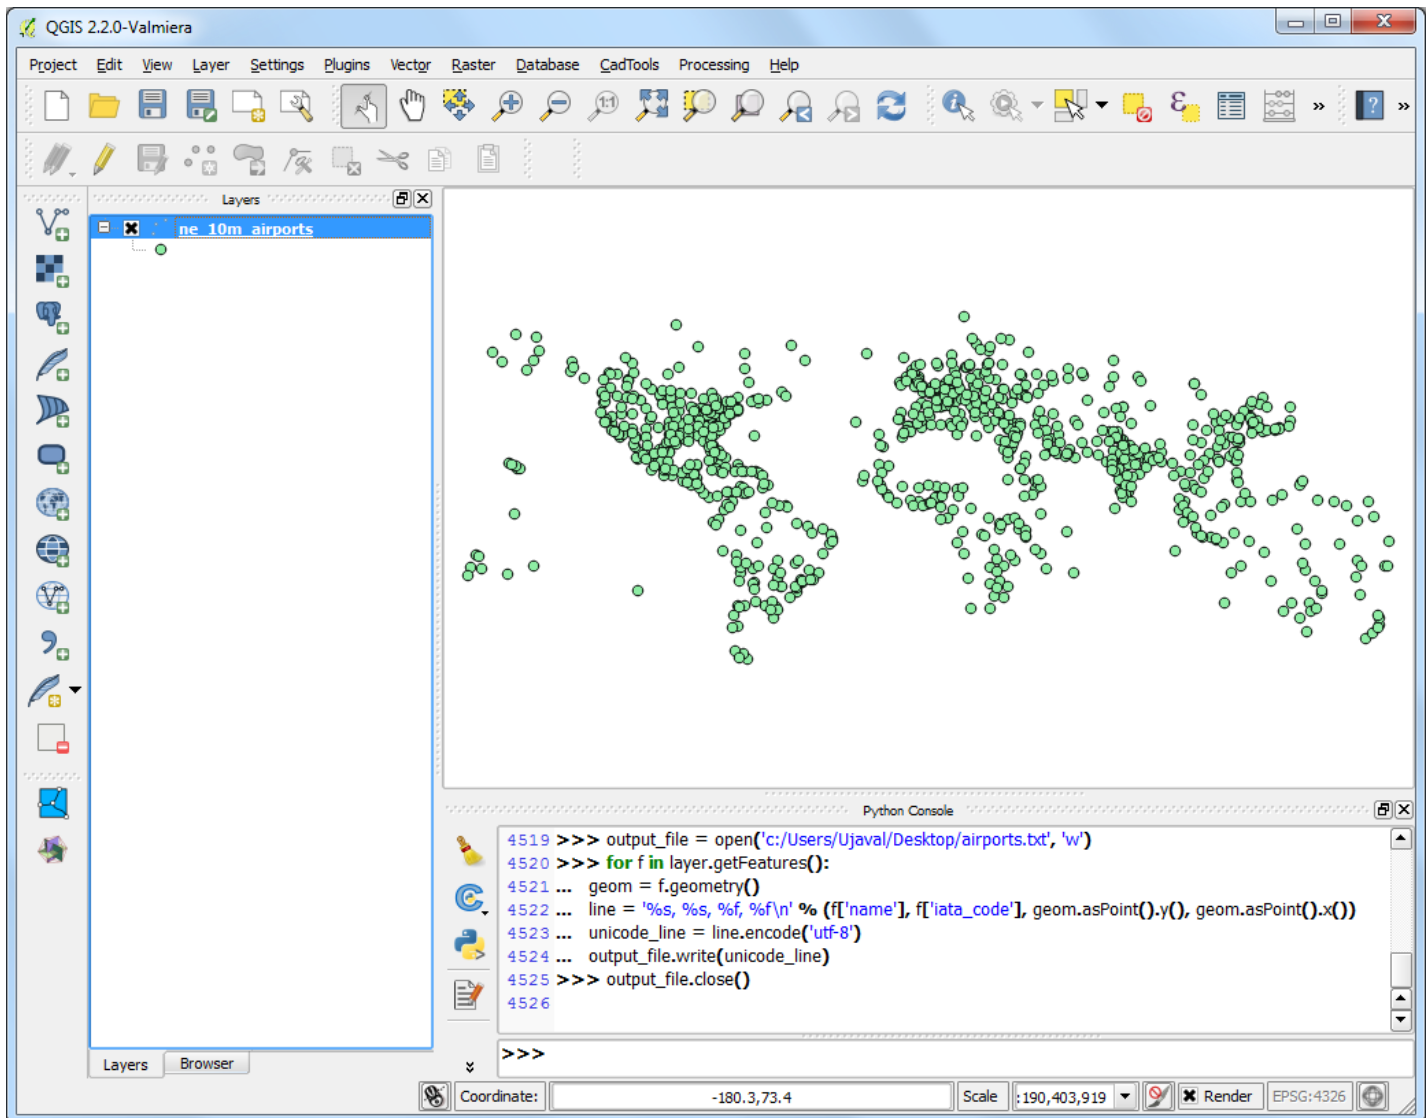 QGIS 2.2.0-Valmiera
Project Edit View Layer Settings Plugins Vector Raster Database CadTools Processing Help
1:1
ε
?
» »
Layers
ne_10m_airports
Python Console
4519 >>> output_file = open('c:/Users/Ujaval/Desktop/airports.txt', 'w')
4520 >>> for f in layer.getFeatures():
4521 ... geom = f.geometry()
4522 ... line = '%s, %s, %f, %f\n' % (f['name'], f['iata_code'], geom.asPoint().y(), geom.asPoint().x())
4523 ... unicode_line = line.encode('utf-8')
4524 ... output_file.write(unicode_line)
4525 >>> output_file.close()
4526
>>>
Layers Browser
Coordinate: -180.3,73.4 Scale :190,403,919 Render EPSG:4326